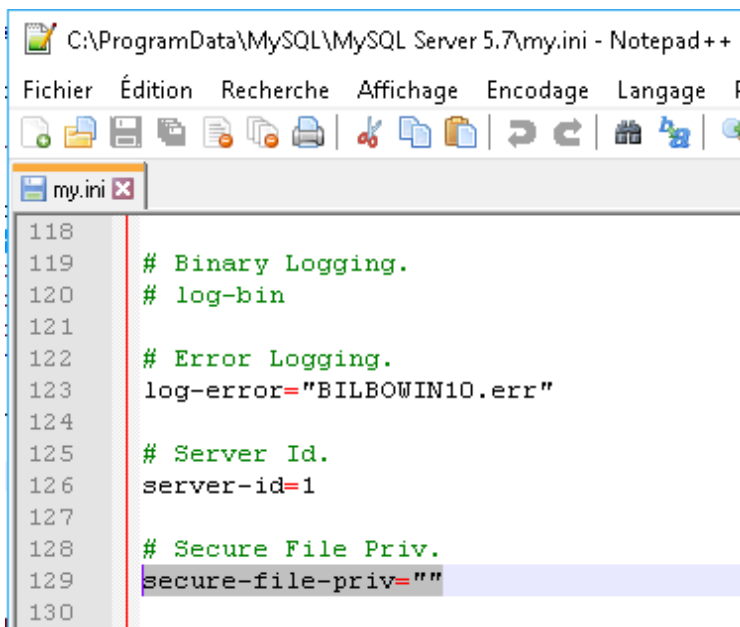 C:\ProgramData\MySQL\MySQL Server 5.7\my.ini - Notepad++
Fichier Édition Recherche Affichage Encodage Langage
my.ini
118
119 # Binary Logging.
120 # log-bin
121
122 # Error Logging.
123 log-error="BILBOWIN10.err"
124
125 # Server Id.
126 server-id=1
127
128 # Secure File Priv.
129 secure-file-priv=""
130